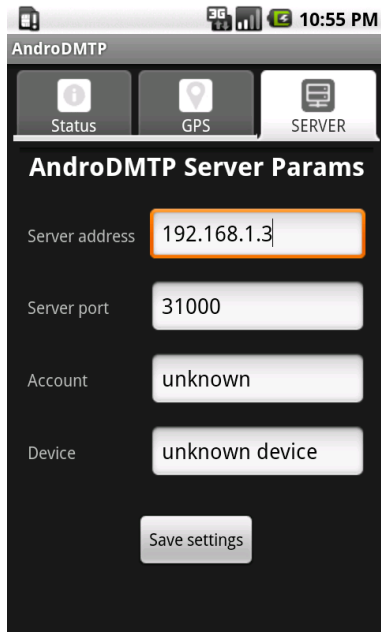 3G 10:55 PM
AndroDMTP
Status GPS SERVER
AndroDMTP Server Params
Server address 192.168.1.3
Server port 31000
Account unknown
Device unknown device
Save settings